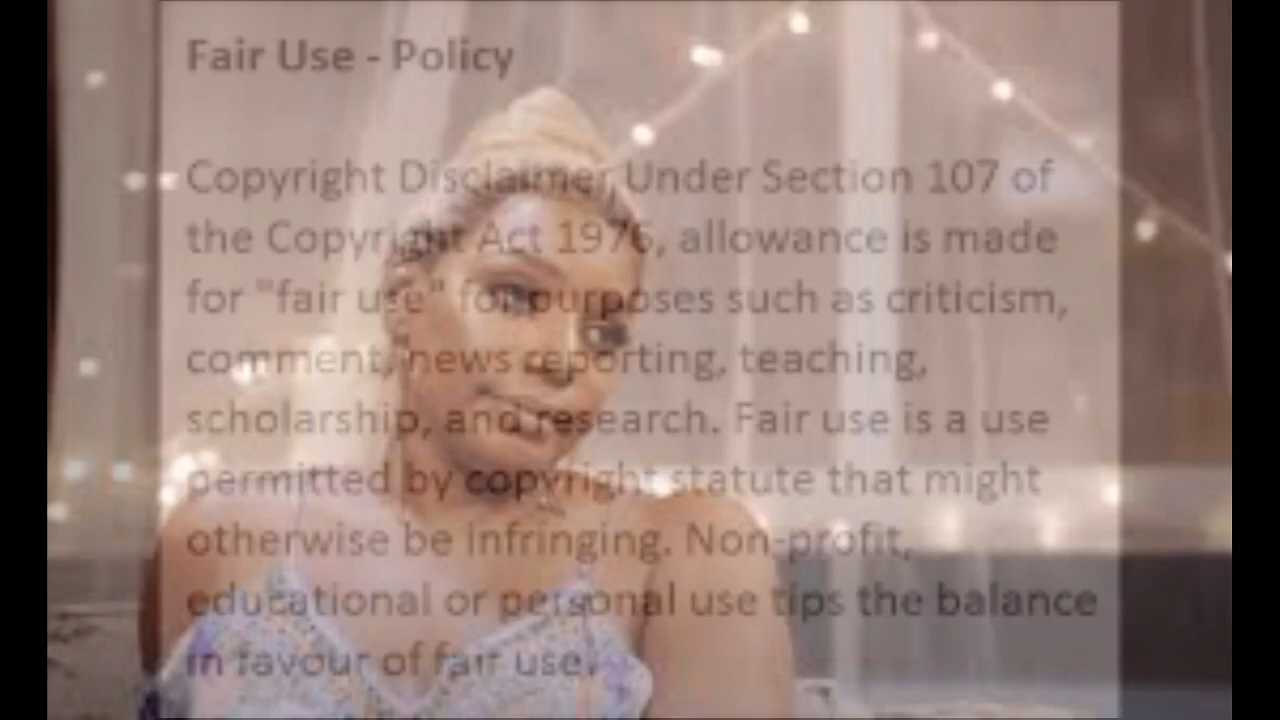 Fair Use - Policy
Copyright Disclaimer Under Section 107 of
the Copyright Act 1976, allowance is made
for "fair use" for purposes such as criticism,
comment, news reporting, teaching,
scholarship, and research. Fair use is a use
permitted by copyright statute that might
otherwise be infringing. Non-profit,
educational or personal use tips the balance
in favour of fair use.